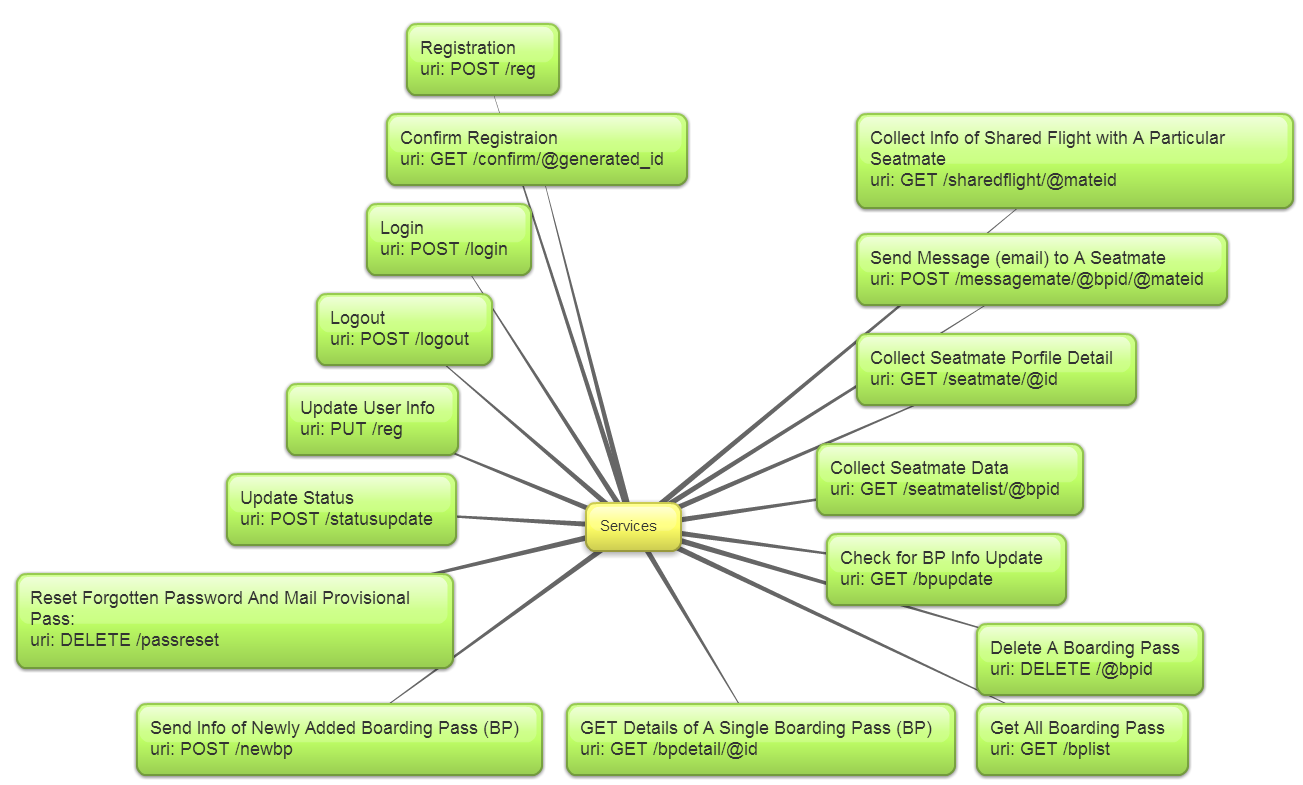 Registration
uri: POST /reg
Confirm Registraion
uri: GET /confirm/@generated_id
Login
uri: POST /login
Logout
uri: POST /logout
Update User Info
uri: PUT /reg
Update Status
uri: POST /statusupdate
Reset Forgotten Password And Mail Provisional
Pass:
uri: DELETE /passreset
Send Info of Newly Added Boarding Pass (BP)
uri: POST /newbp
Services
GET Details of A Single Boarding Pass (BP)
uri: GET /bpdetail/@id
Collect Info of Shared Flight with A Particular
Seatmate
uri: GET /sharedflight/@mateid
Send Message (email) to A Seatmate
uri: POST /messagemate/@bpid/@mateid
Collect Seatmate Porfile Detail
uri: GET /seatmate/@id
Collect Seatmate Data
uri: GET /seatmatelist/@bpid
Check for BP Info Update
uri: GET /bpupdate
Delete A Boarding Pass
uri: DELETE /@bpid
Get All Boarding Pass
uri: GET /bplist